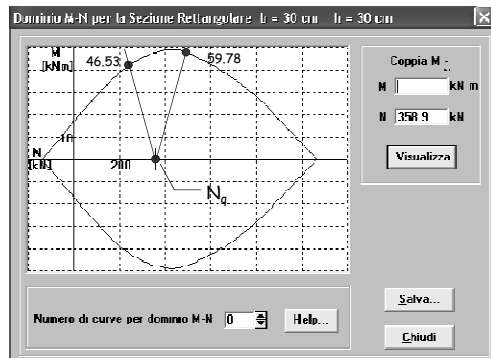 Dominio M-N per la Sezione Rettangolare b = 30 cm h = 30 cm
M
[kNm]
46.53
59.78
10
N
[kN]
200
Nq
Coppia M -
M kN m
N 358.9 kN
Visualizza
Numero di curve per dominio M-N 0 Help...
Salva...
Chiudi